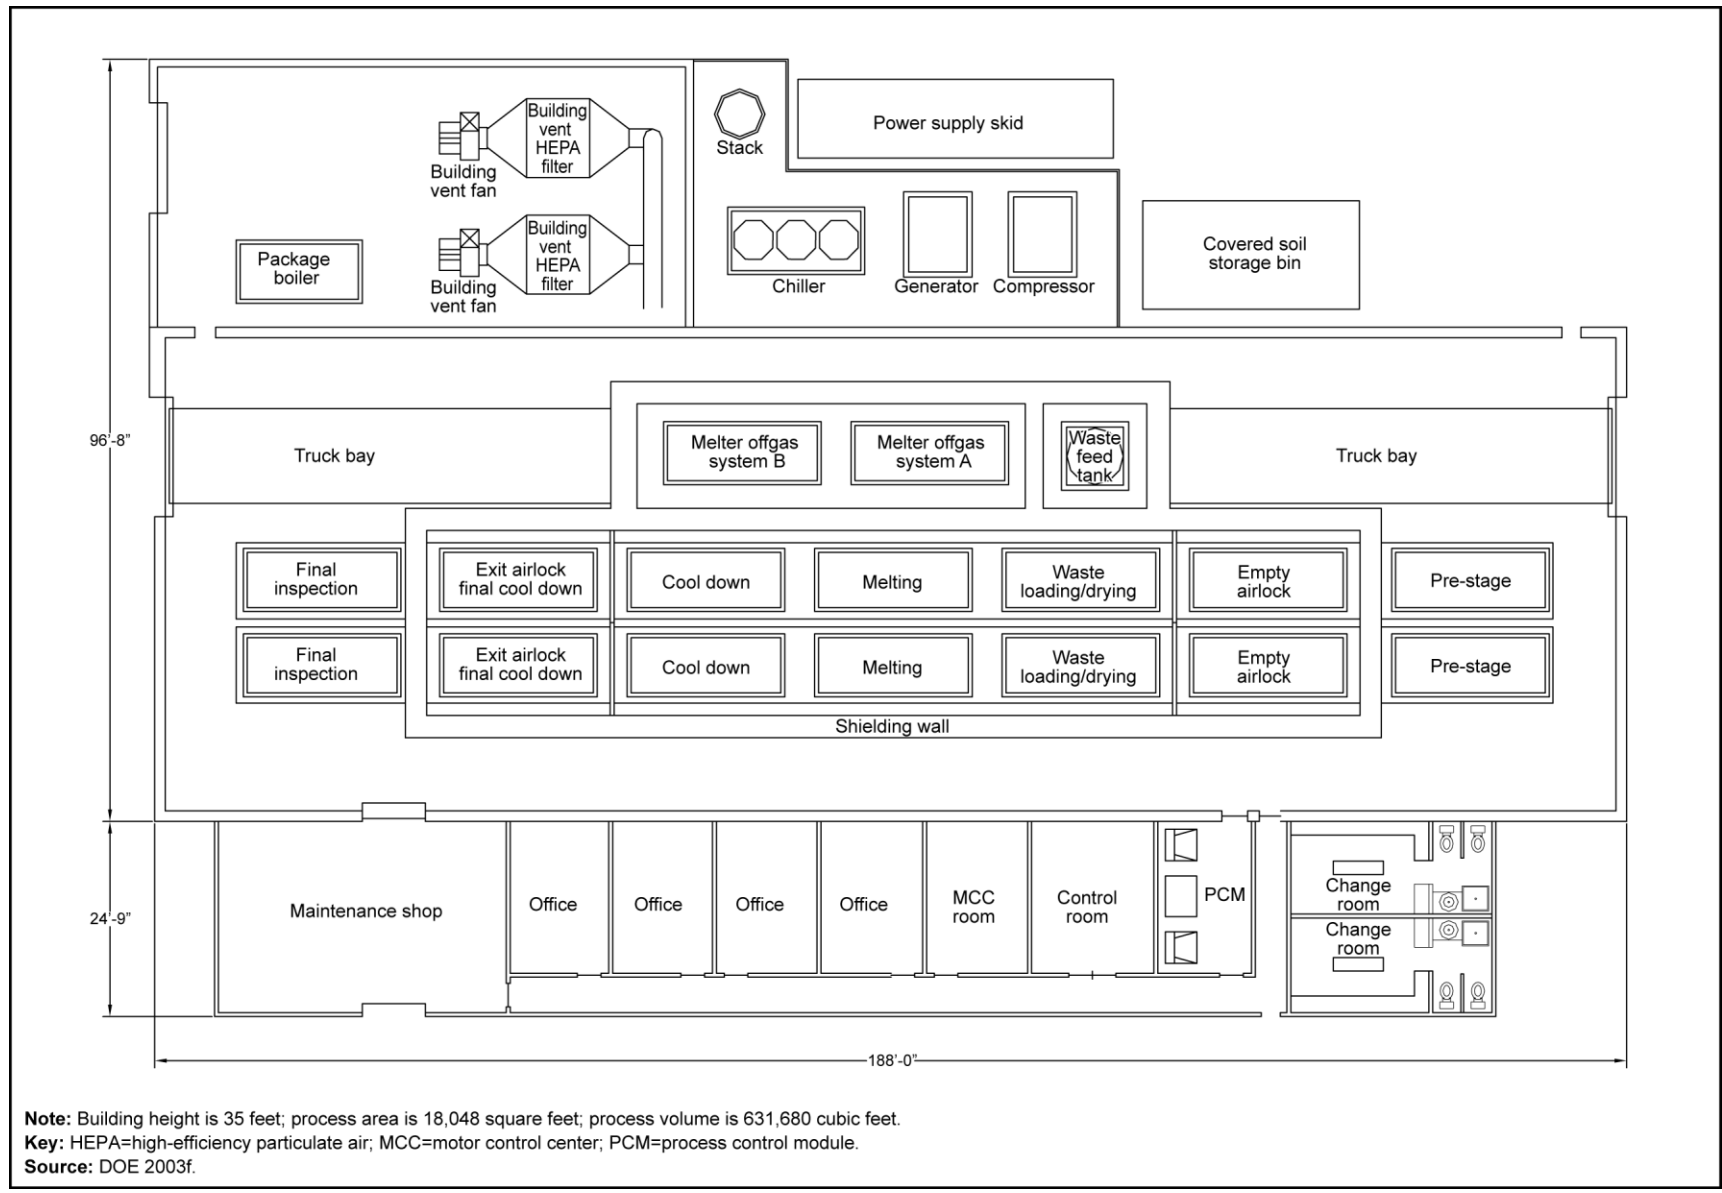 Building
vent
HEPA
filter
Building
vent fan
Stack
Power supply skid
Building
vent
HEPA
filter
Building
vent fan
Package
boiler
Chiller
Generator
Compressor
Covered soil
storage bin
96'-8"
Truck bay
Melter offgas
system B
Melter offgas
system A
Waste
feed
tank
Truck bay
Final
inspection
Exit airlock
final cool down
Cool down
Melting
Waste
loading/drying
Empty
airlock
Pre-stage
Final
inspection
Exit airlock
final cool down
Cool down
Melting
Waste
loading/drying
Empty
airlock
Pre-stage
Shielding wall
24'-9"
Maintenance shop
Office
Office
Office
Office
MCC
room
Control
room
PCM
Change
room
Change
room
188'-0"
Note: Building height is 35 feet; process area is 18,048 square feet; process volume is 631,680 cubic feet.
Key: HEPA=high-efficiency particulate air; MCC=motor control center; PCM=process control module.
Source: DOE 2003f.